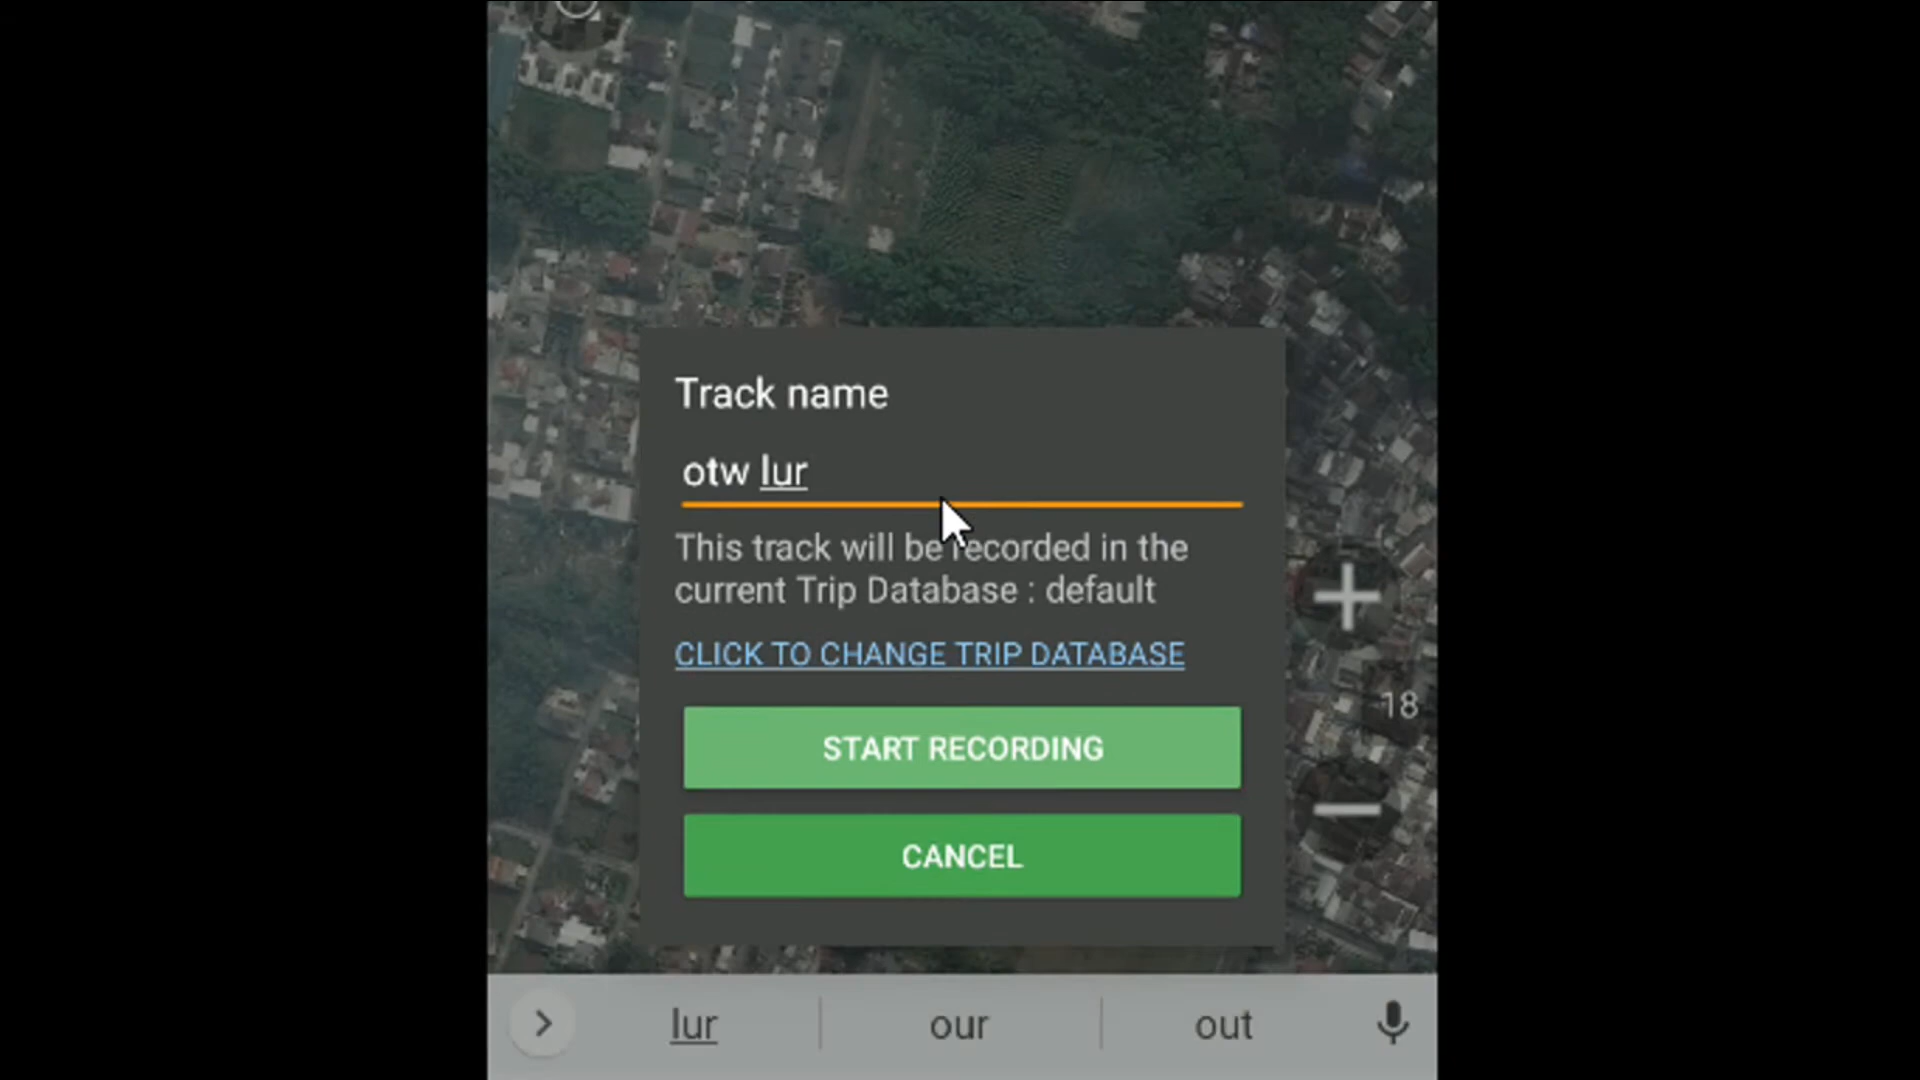 Track name
otw lur
This track will be recorded in the
current Trip Database : default
CLICK TO CHANGE TRIP DATABASE
18
START RECORDING
CANCEL
lur
our
out